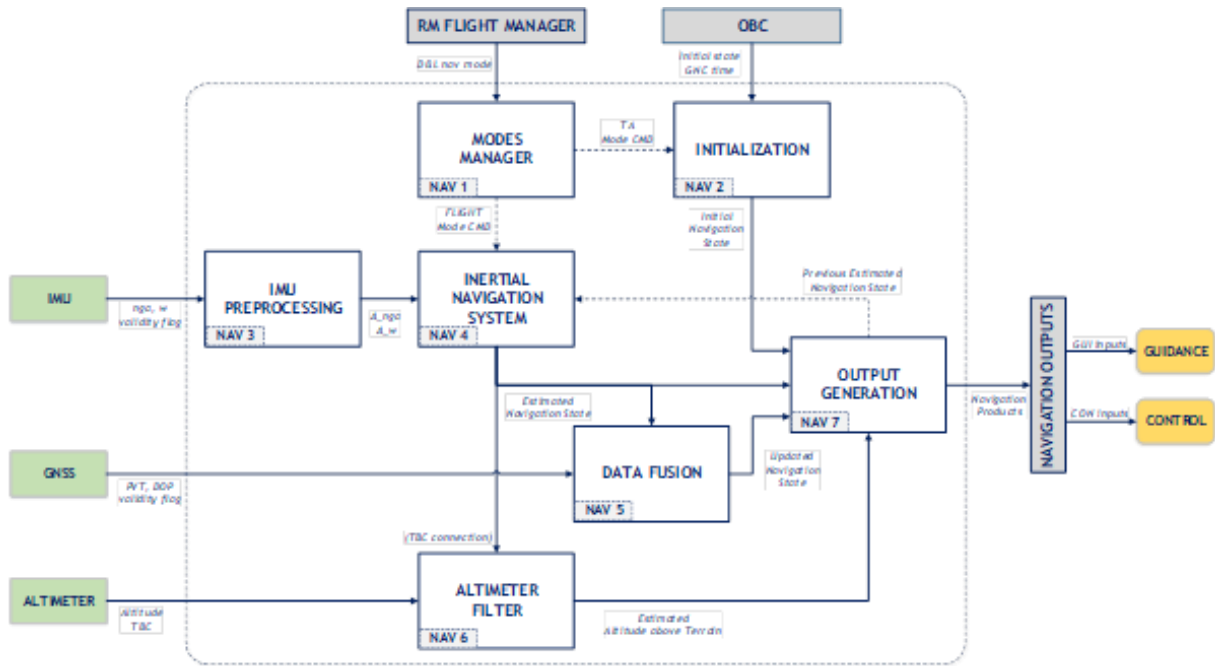 RM FLIGHT MANAGER
OBC
D&L nav mode
Initial state
GNC time
MODES
MANAGER
NAV 1
TA
Mode CMD
INITIALIZATION
NAV 2
FLIGHT
Mode CMD
Initial
Navigation
State
IMU
nga, w
validity flag
IMU
PREPROCESSING
NAV 3
Δ_nga
Δ_w
INERTIAL
NAVIGATION
SYSTEM
NAV 4
Previous Estimated
Navigation State
OUTPUT
GENERATION
NAV 7
Navigation
Products
NAVIGATION OUTPUTS
GUI Inputs
GUIDANCE
CON Inputs
CONTROL
Estimated
Navigation State
GNSS
PVT, DOP
validity flag
DATA FUSION
NAV 5
Updated
Navigation
State
(TBC connection)
ALTIMETER
Altitude
TBC
ALTIMETER
FILTER
NAV 6
Estimated
Altitude above Terrain